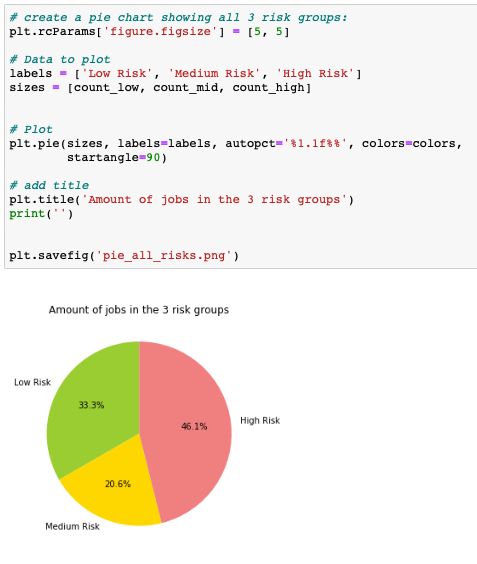 # create a pie chart showing all 3 risk groups:
plt.rcParams['figure.figsize'] = [5, 5]
# Data to plot
labels = ['Low Risk', 'Medium Risk', 'High Risk']
sizes = [count_low, count_mid, count_high]
# Plot
plt.pie(sizes, labels=labels, autopct='%1.1f%%', colors=colors,
        startangle=90)
# add title
plt.title('Amount of jobs in the 3 risk groups')
print('')
plt.savefig('pie_all_risks.png')
Amount of jobs in the 3 risk groups
Low Risk
33.3%
46.1%
High Risk
20.6%
Medium Risk